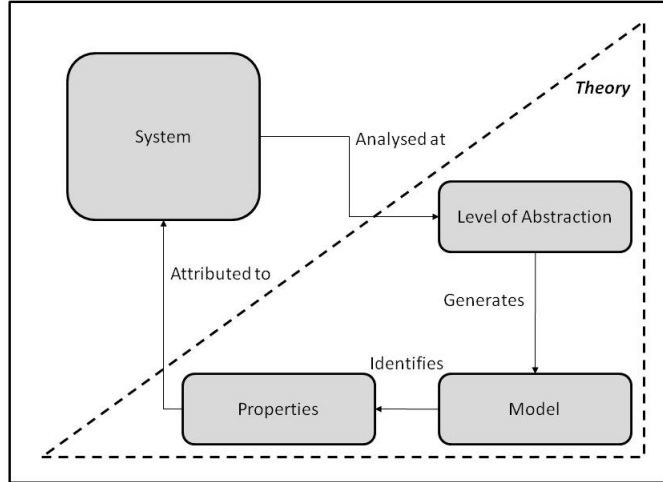 Theory
System
Analysed at
Level of Abstraction
Attributed to
Generates
Identifies
Properties
Model